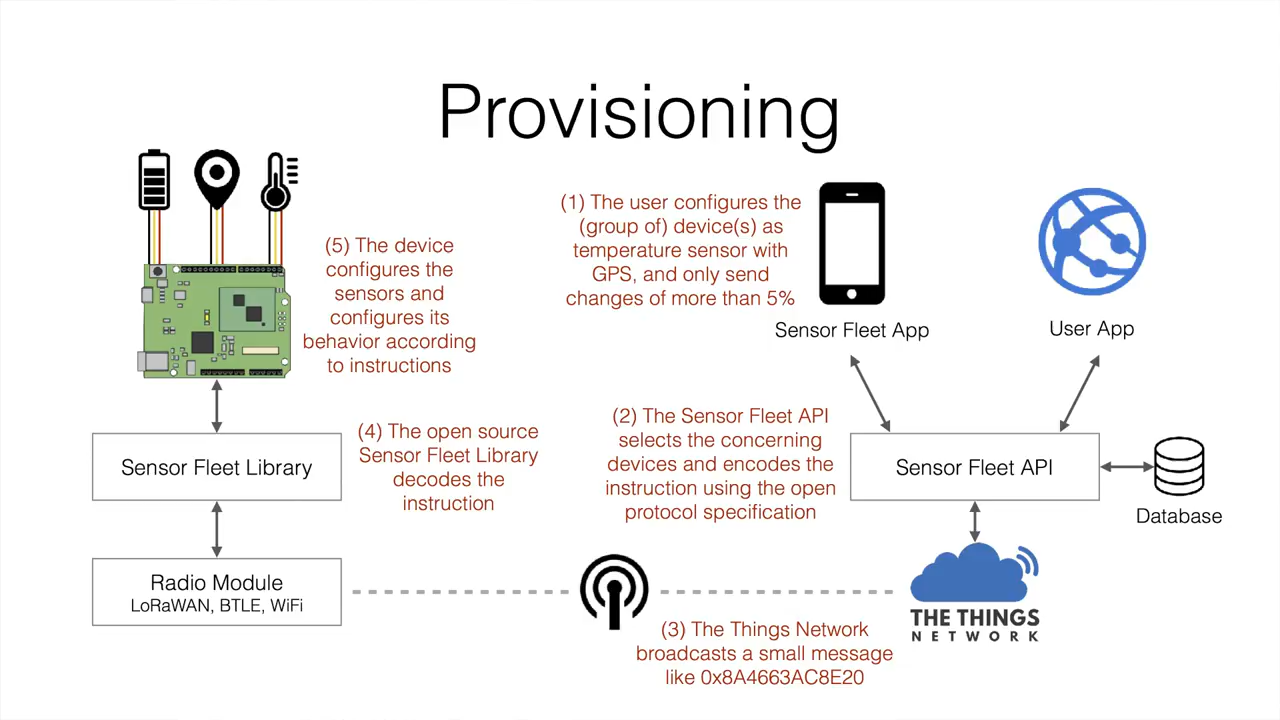 Provisioning
(1) The user configures the
(group of) device(s) as
temperature sensor with
GPS, and only send
changes of more than 5%
(5) The device
configures the
sensors and
configures its
behavior according
to instructions
Sensor Fleet App
User App
(2) The Sensor Fleet API
selects the concerning
devices and encodes the
instruction using the open
protocol specification
(4) The open source
Sensor Fleet Library
decodes the
instruction
Sensor Fleet Library
Sensor Fleet API
Database
Radio Module
LoRaWAN, BTLE, WiFi
THE THINGS
NETWORK
(3) The Things Network
broadcasts a small message
like 0x8A4663AC8E20